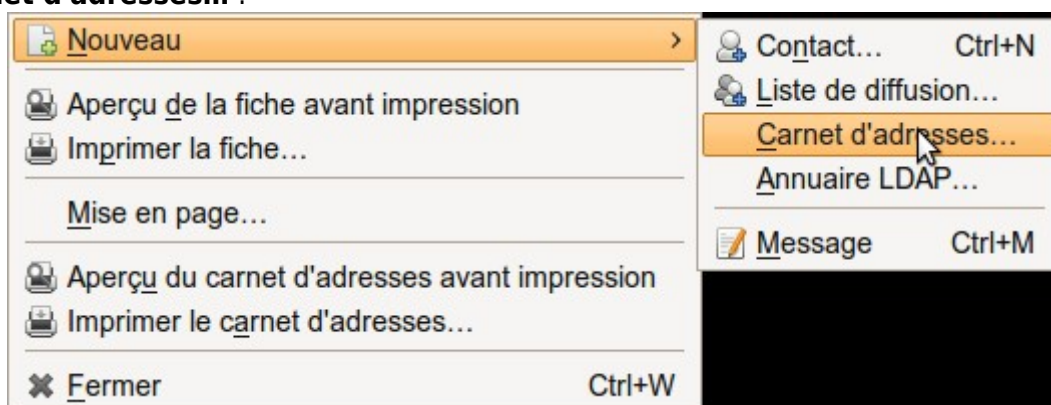 net d'adresses... :
Nouveau >
Aperçu de la fiche avant impression
Imprimer la fiche…
Mise en page…
Aperçu du carnet d'adresses avant impression
Imprimer le carnet d'adresses…
Fermer Ctrl+W
Contact… Ctrl+N
Liste de diffusion…
Carnet d'adresses…
Annuaire LDAP…
Message Ctrl+M